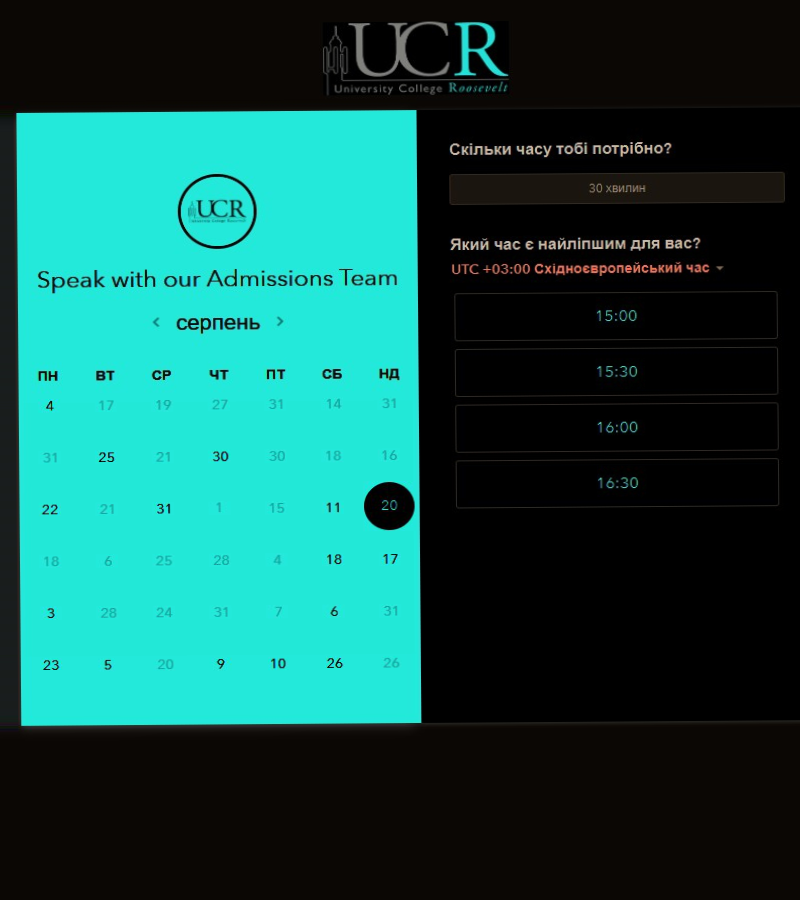 UCR
University College Roosevelt
UCR
Speak with our Admissions Team
серпень
ПН ВТ СР ЧТ ПТ СБ НД
4 17 19 27 31 14 31
31 25 21 30 30 18 16
22 21 31 1 15 11 20
18 6 25 28 4 18 17
3 28 24 31 7 6 31
23 5 20 9 10 26 26
Скільки часу тобі потрібно?
30 хвилин
Який час є найліпшим для вас?
UTC +03:00 Східноєвропейський час
15:00
15:30
16:00
16:30